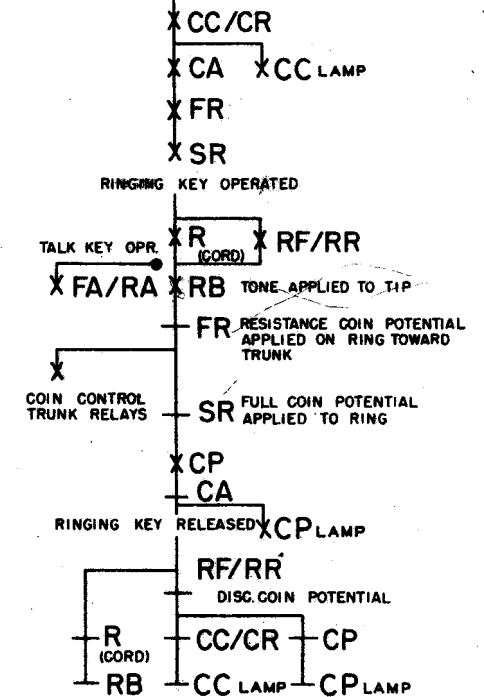 CC/CR
CA
CC LAMP
FR
SR
RINGING KEY OPERATED
R
(CORD)
RF/RR
TALK KEY OPR.
FA/RA
RB TONE APPLIED TO TIP
FR RESISTANCE COIN POTENTIAL
APPLIED ON RING TOWARD
TRUNK
COIN CONTROL
TRUNK RELAYS
SR FULL COIN POTENTIAL
APPLIED TO RING
CP
CA
RINGING KEY RELEASED
CP LAMP
RF/RR
DISC. COIN POTENTIAL
R
(CORD)
CC/CR
CP
RB
CC LAMP
CP LAMP